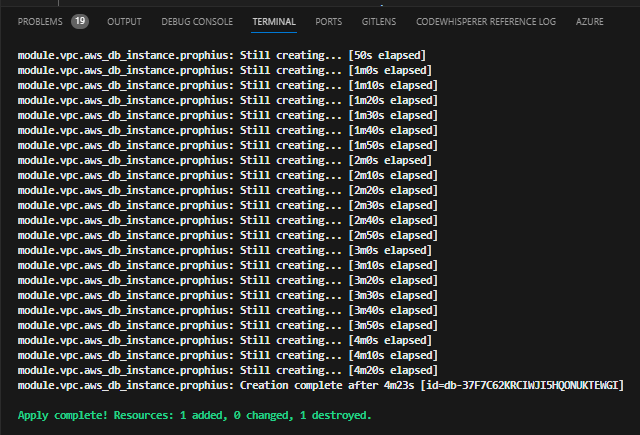 PROBLEMS 19 OUTPUT DEBUG CONSOLE TERMINAL PORTS GITLENS CODEWHISPERER REFERENCE LOG AZURE
module.vpc.aws_db_instance.prophius: Still creating... [50s elapsed]
module.vpc.aws_db_instance.prophius: Still creating... [1m0s elapsed]
module.vpc.aws_db_instance.prophius: Still creating... [1m10s elapsed]
module.vpc.aws_db_instance.prophius: Still creating... [1m20s elapsed]
module.vpc.aws_db_instance.prophius: Still creating... [1m30s elapsed]
module.vpc.aws_db_instance.prophius: Still creating... [1m40s elapsed]
module.vpc.aws_db_instance.prophius: Still creating... [1m50s elapsed]
module.vpc.aws_db_instance.prophius: Still creating... [2m0s elapsed]
module.vpc.aws_db_instance.prophius: Still creating... [2m10s elapsed]
module.vpc.aws_db_instance.prophius: Still creating... [2m20s elapsed]
module.vpc.aws_db_instance.prophius: Still creating... [2m30s elapsed]
module.vpc.aws_db_instance.prophius: Still creating... [2m40s elapsed]
module.vpc.aws_db_instance.prophius: Still creating... [2m50s elapsed]
module.vpc.aws_db_instance.prophius: Still creating... [3m0s elapsed]
module.vpc.aws_db_instance.prophius: Still creating... [3m10s elapsed]
module.vpc.aws_db_instance.prophius: Still creating... [3m20s elapsed]
module.vpc.aws_db_instance.prophius: Still creating... [3m30s elapsed]
module.vpc.aws_db_instance.prophius: Still creating... [3m40s elapsed]
module.vpc.aws_db_instance.prophius: Still creating... [3m50s elapsed]
module.vpc.aws_db_instance.prophius: Still creating... [4m0s elapsed]
module.vpc.aws_db_instance.prophius: Still creating... [4m10s elapsed]
module.vpc.aws_db_instance.prophius: Still creating... [4m20s elapsed]
module.vpc.aws_db_instance.prophius: Creation complete after 4m23s [id=db-37F7C62KRCIWJI5HQONUKTEWGI]
Apply complete! Resources: 1 added, 0 changed, 1 destroyed.